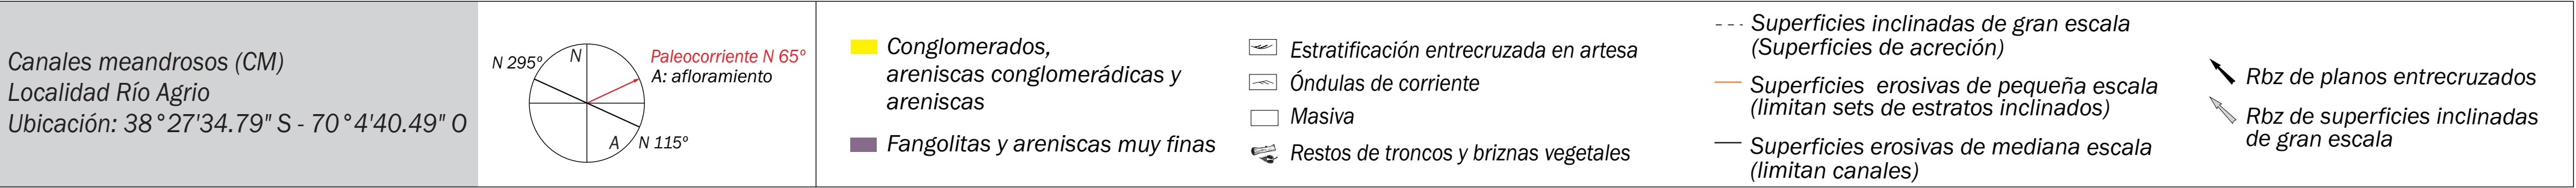 Canales meandrosos (CM)
Localidad Río Agrio
Ubicación: 38°27'34.79" S - 70°4'40.49" O
N 295º
N
Paleocorriente N 65º
A: afloramiento
A
N 115º
Conglomerados,
areniscas conglomerádicas y
areniscas
Fangolitas y areniscas muy finas
Estratificación entrecruzada en artesa
Óndulas de corriente
Masiva
Restos de troncos y briznas vegetales
Superficies inclinadas de gran escala
(Superficies de acreción)
Superficies erosivas de pequeña escala
(limitan sets de estratos inclinados)
Superficies erosivas de mediana escala
(limitan canales)
Rbz de planos entrecruzados
Rbz de superficies inclinadas
de gran escala